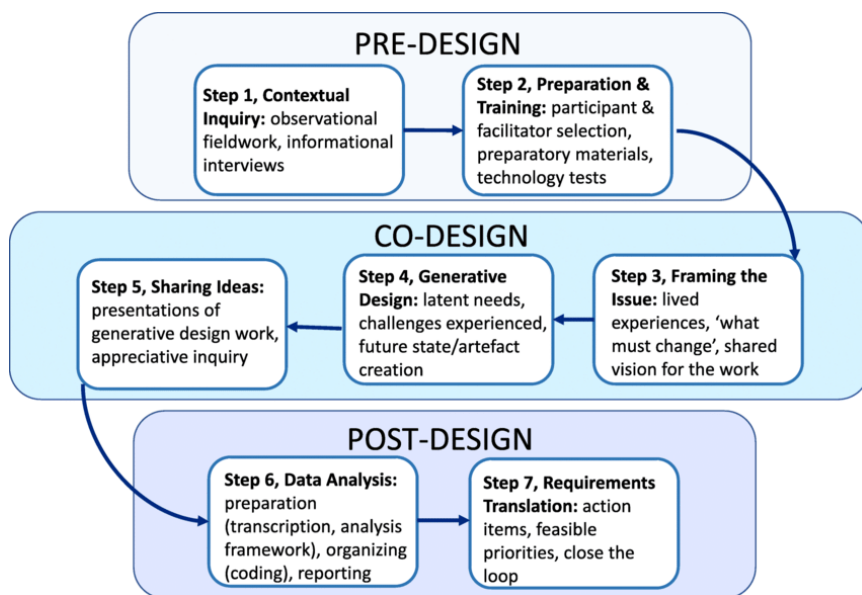 PRE-DESIGN
Step 1, Contextual
Inquiry: observational
fieldwork, informational
interviews
Step 2, Preparation &
Training: participant &
facilitator selection,
preparatory materials,
technology tests
CO-DESIGN
Step 3, Framing the
Issue: lived
experiences, ‘what
must change’, shared
vision for the work
Step 4, Generative
Design: latent needs,
challenges experienced,
future state/artefact
creation
Step 5, Sharing Ideas:
presentations of
generative design work,
appreciative inquiry
POST-DESIGN
Step 6, Data Analysis:
preparation
(transcription, analysis
framework), organizing
(coding), reporting
Step 7, Requirements
Translation: action
items, feasible
priorities, close the
loop